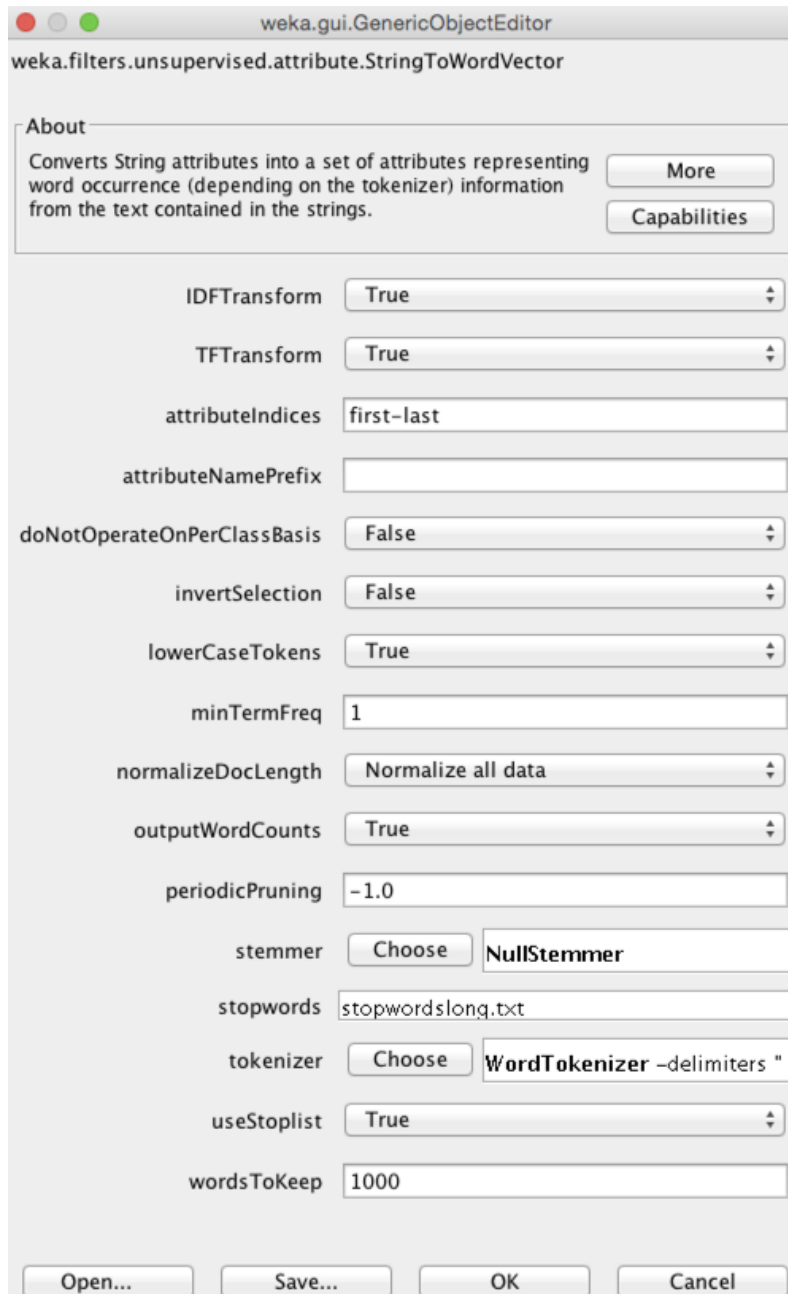 weka.gui.GenericObjectEditor
weka.filters.unsupervised.attribute.StringToWordVector
About
Converts String attributes into a set of attributes representing
word occurrence (depending on the tokenizer) information
from the text contained in the strings.
More
Capabilities
IDFTransform True
TFTransform True
attributeIndices first-last
attributeNamePrefix
doNotOperateOnPerClassBasis False
invertSelection False
lowerCaseTokens True
minTermFreq 1
normalizeDocLength Normalize all data
outputWordCounts True
periodicPruning -1.0
stemmer Choose NullStemmer
stopwords stopwordslong.txt
tokenizer Choose WordTokenizer -delimiters "
useStoplist True
wordsToKeep 1000
Open... Save... OK Cancel